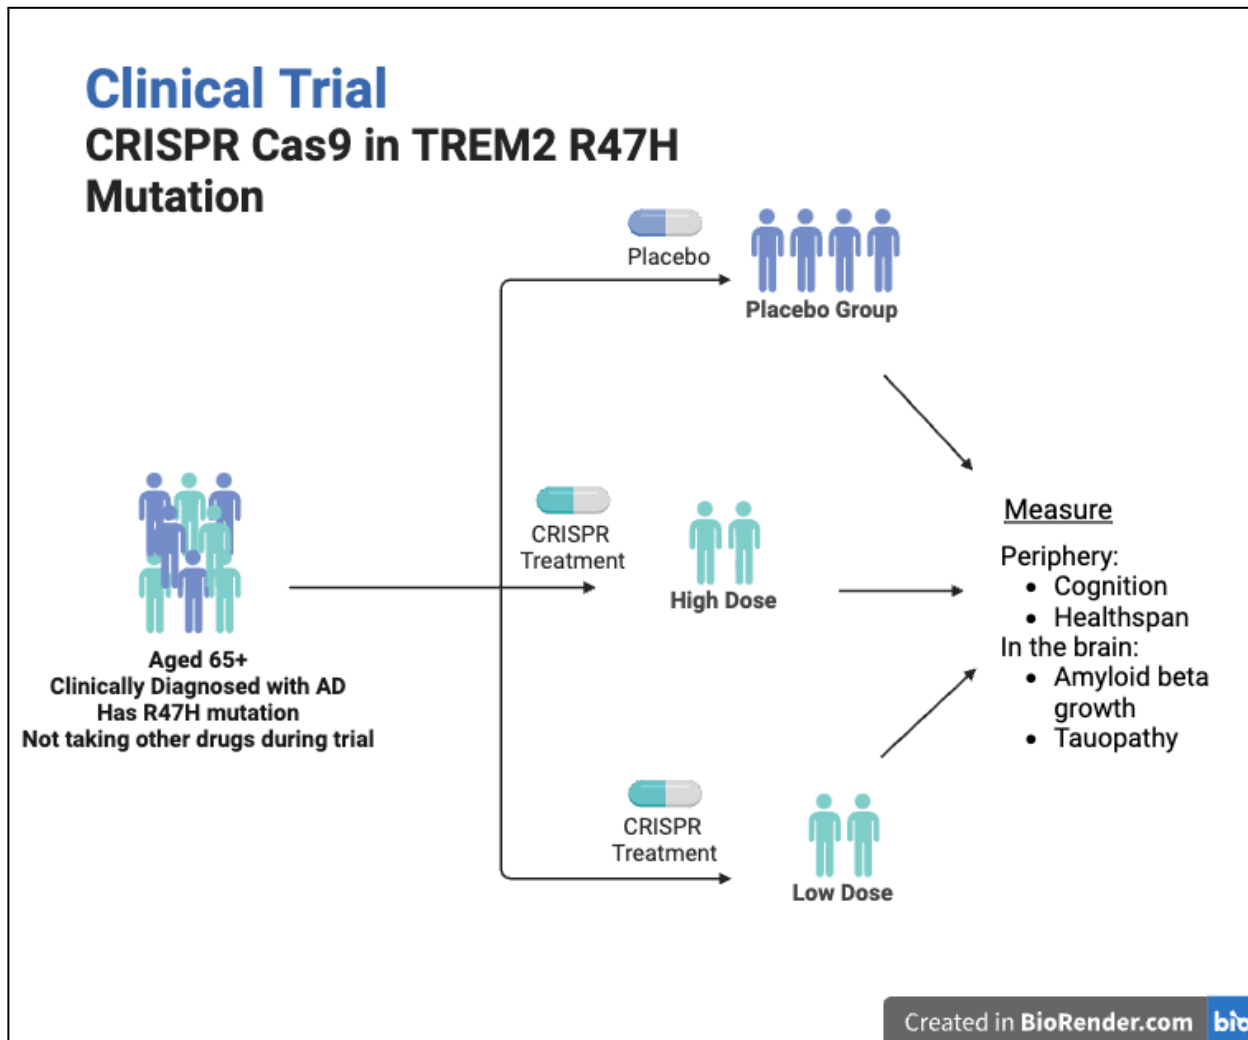 Clinical Trial
CRISPR Cas9 in TREM2 R47H
Mutation
Placebo
Placebo Group
CRISPR
Treatment
High Dose
Aged 65+
Clinically Diagnosed with AD
Has R47H mutation
Not taking other drugs during trial
CRISPR
Treatment
Low Dose
Measure
Periphery:
• Cognition
• Healthspan
In the brain:
• Amyloid beta
growth
• Tauopathy
Created in BioRender.com bio